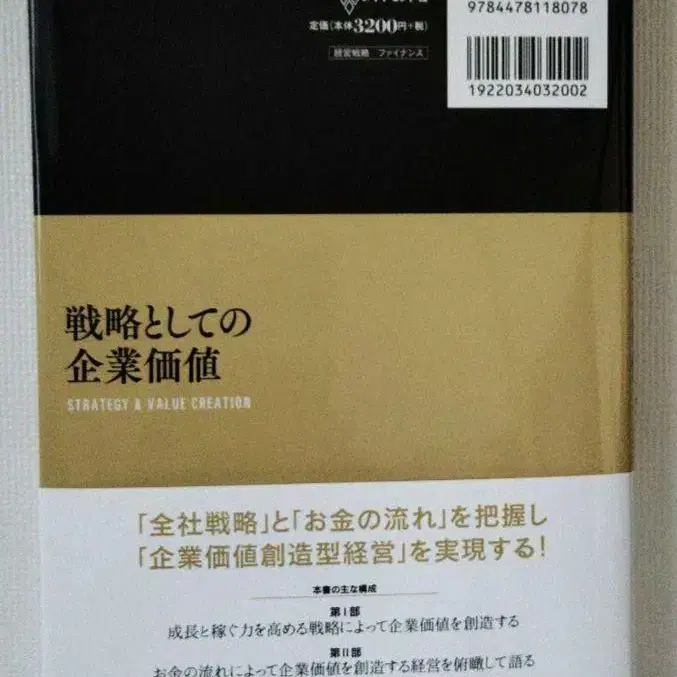 9784478118078
定価(本体3200円+税)
経営戦略 ファイナンス
1922034032002
戦略としての
企業価値
STRATEGY & VALUE CREATION
「全社戦略」と「お金の流れ」を把握し
「企業価値創造型経営」を実現する!
本書の主な構成
第Ⅰ部
成長と稼ぐ力を高める戦略によって企業価値を創造する
第Ⅱ部
お金の流れによって企業価値を創造する経営を俯瞰して語る